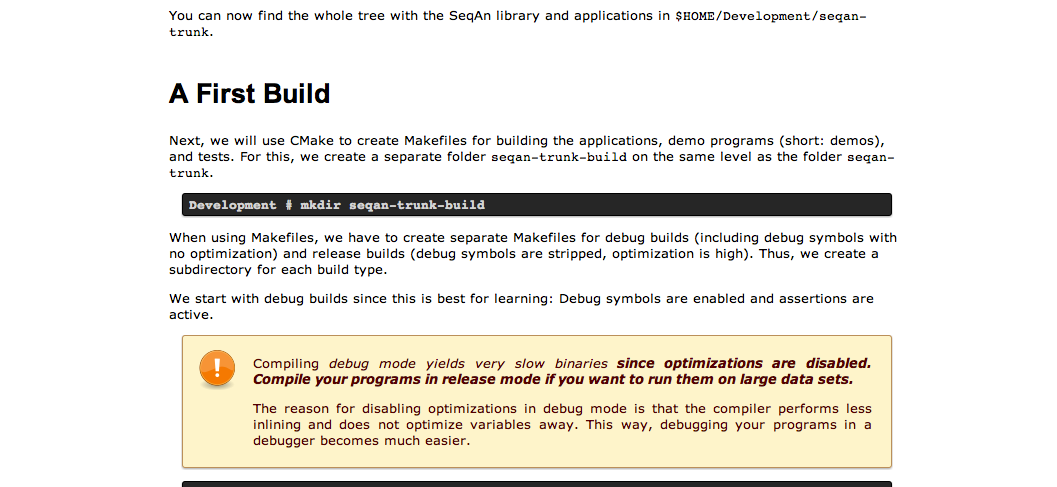 You can now find the whole tree with the SeqAn library and applications in $HOME/Development/seqan-
trunk.
A First Build
Next, we will use CMake to create Makefiles for building the applications, demo programs (short: demos),
and tests. For this, we create a separate folder seqan-trunk-build on the same level as the folder seqan-
trunk.
Development # mkdir seqan-trunk-build
When using Makefiles, we have to create separate Makefiles for debug builds (including debug symbols with
no optimization) and release builds (debug symbols are stripped, optimization is high). Thus, we create a
subdirectory for each build type.
We start with debug builds since this is best for learning: Debug symbols are enabled and assertions are
active.
Compiling debug mode yields very slow binaries since optimizations are disabled.
Compile your programs in release mode if you want to run them on large data sets.
The reason for disabling optimizations in debug mode is that the compiler performs less
inlining and does not optimize variables away. This way, debugging your programs in a
debugger becomes much easier.